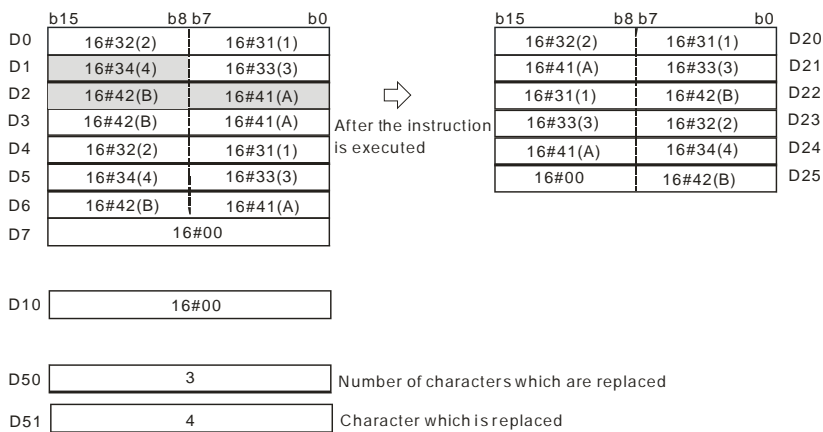 b15 b8 b7 b0
D0 16#32(2) 16#31(1)
D1 16#34(4) 16#33(3)
D2 16#42(B) 16#41(A)
D3 16#42(B) 16#41(A)
D4 16#32(2) 16#31(1)
D5 16#34(4) 16#33(3)
D6 16#42(B) 16#41(A)
D7 16#00
After the instruction
is executed
b15 b8 b7 b0
16#32(2) 16#31(1) D20
16#41(A) 16#33(3) D21
16#31(1) 16#42(B) D22
16#33(3) 16#32(2) D23
16#41(A) 16#34(4) D24
16#00 16#42(B) D25
D10 16#00
D50 3 Number of characters which are replaced
D51 4 Character which is replaced